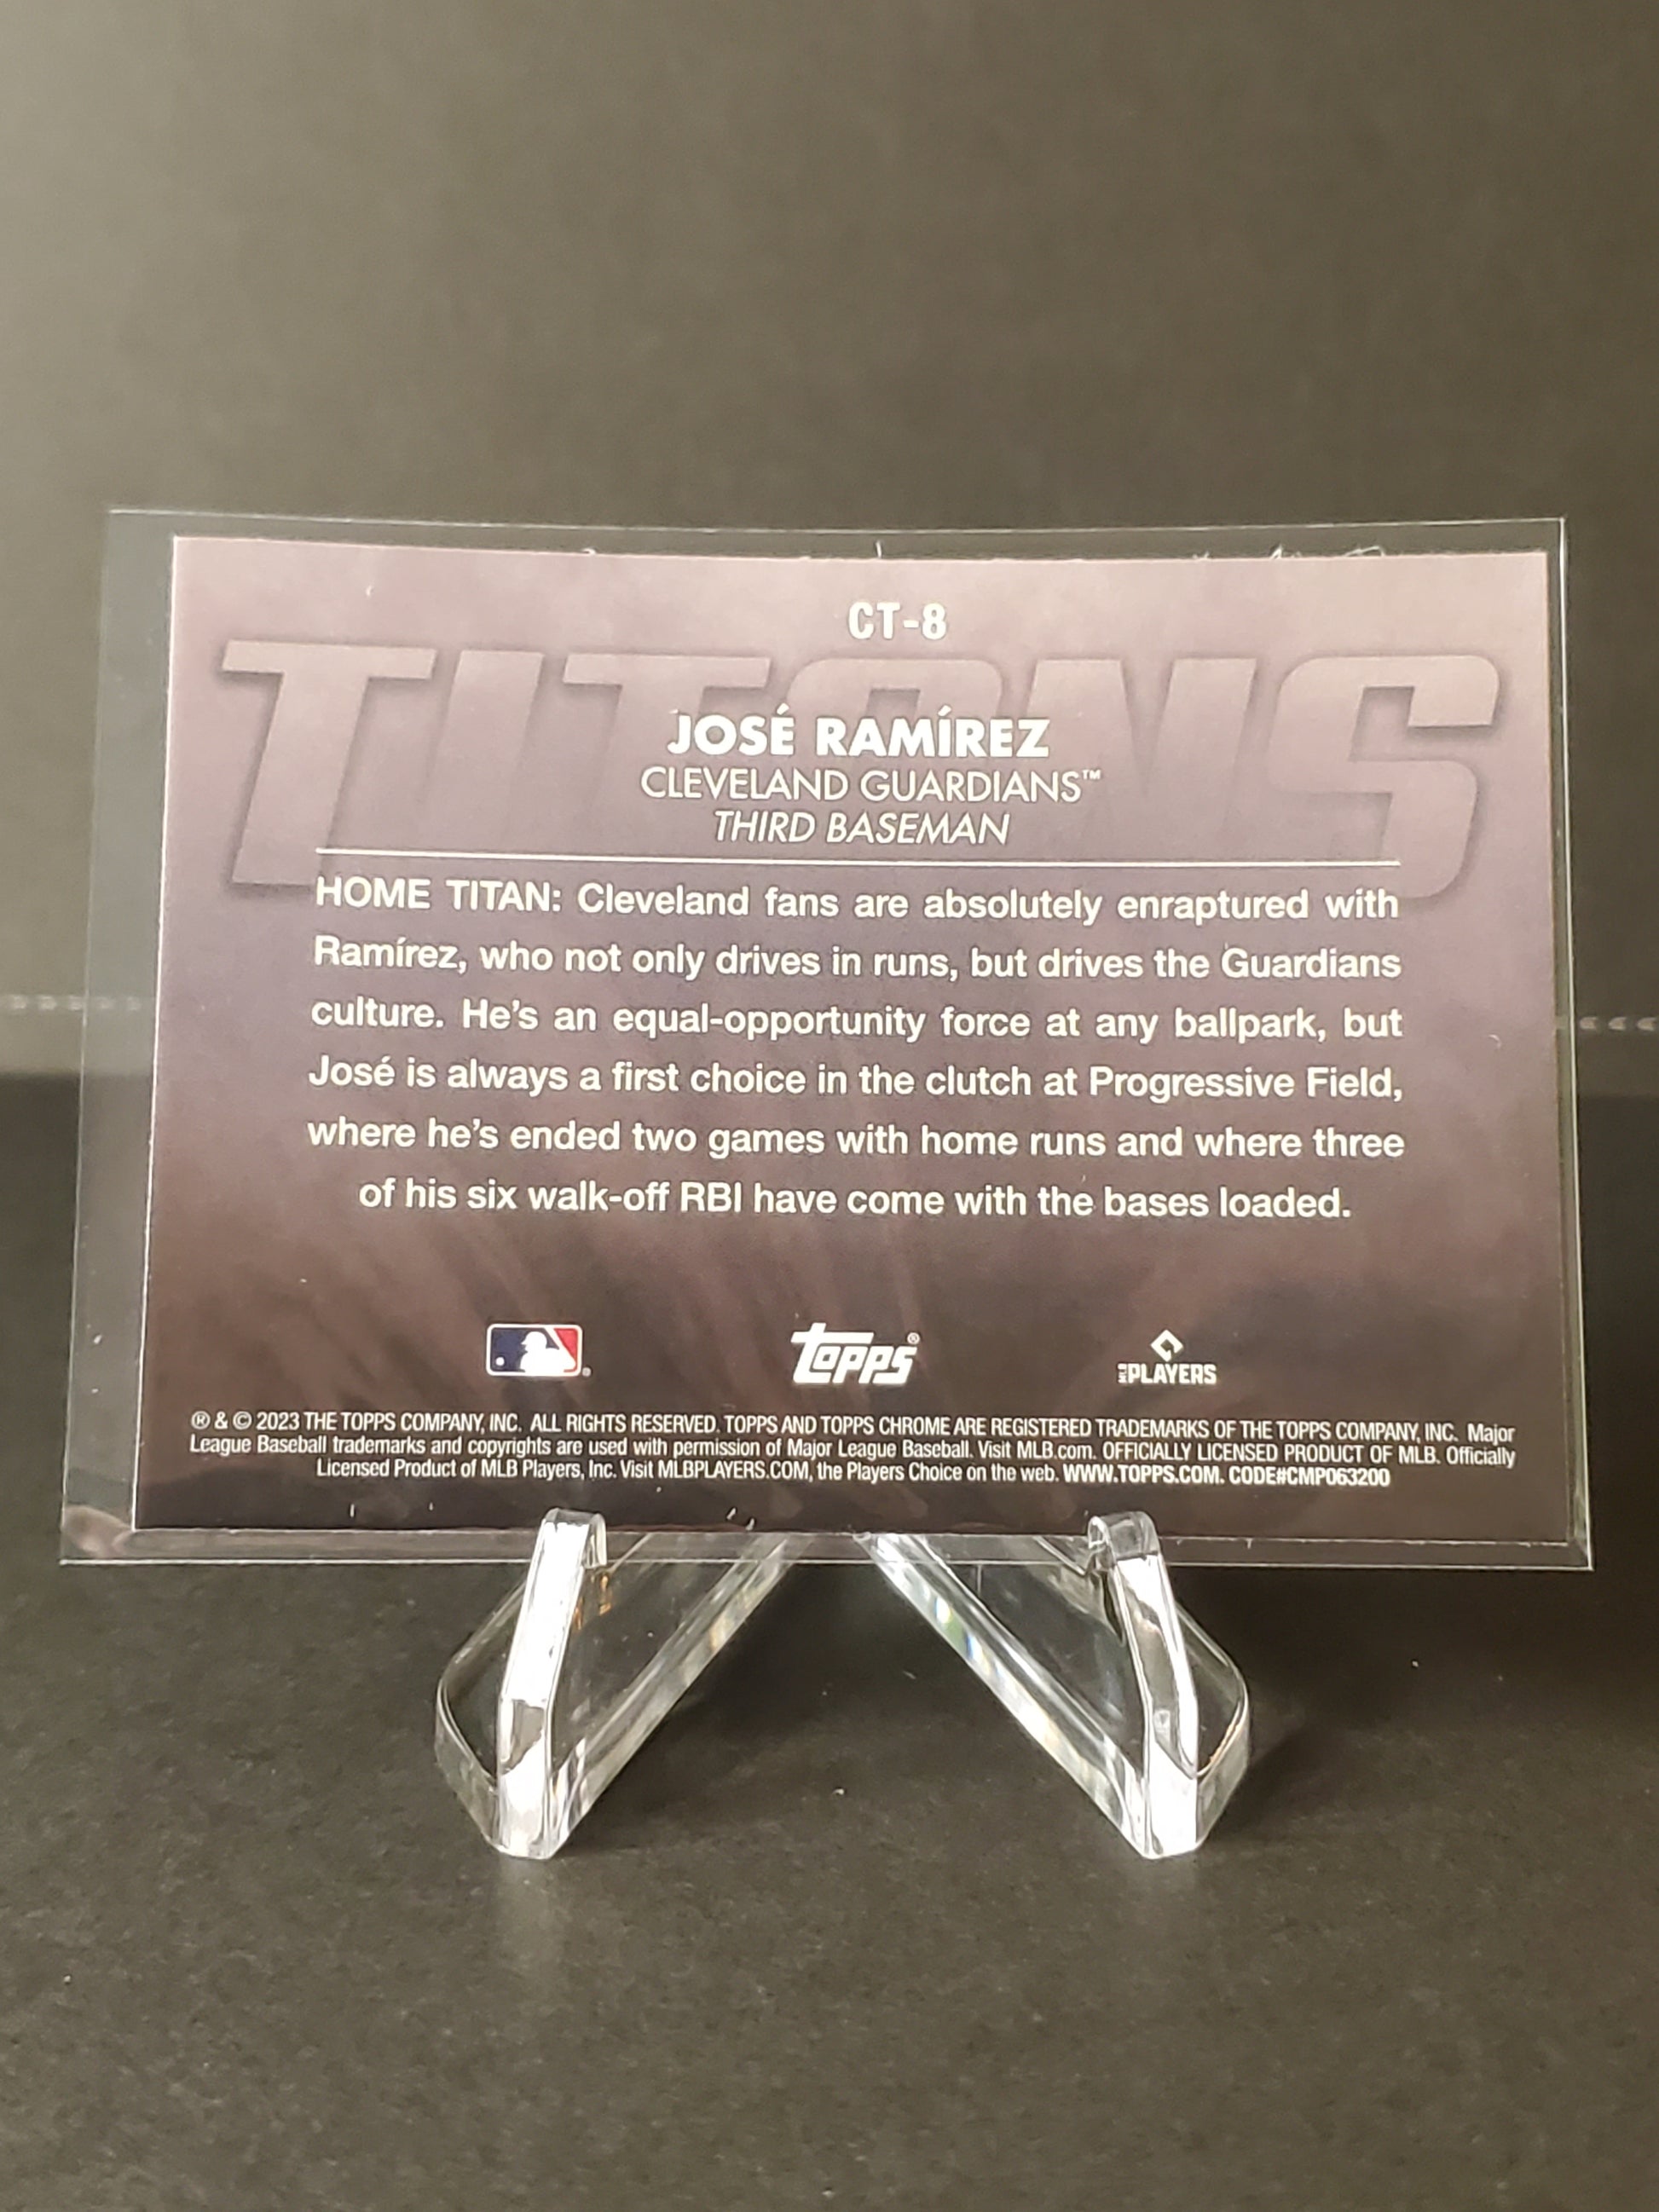 CT-8
TITANS
JOSÉ RAMÍREZ
CLEVELAND GUARDIANS™
THIRD BASEMAN
HOME TITAN: Cleveland fans are absolutely enraptured with
Ramírez, who not only drives in runs, but drives the Guardians
culture. He's an equal-opportunity force at any ballpark, but
José is always a first choice in the clutch at Progressive Field,
where he's ended two games with home runs and where three
of his six walk-off RBI have come with the bases loaded.
topps®
MLB PLAYERS
® & © 2023 THE TOPPS COMPANY, INC. ALL RIGHTS RESERVED. TOPPS AND TOPPS CHROME ARE REGISTERED TRADEMARKS OF THE TOPPS COMPANY, INC. Major
League Baseball trademarks and copyrights are used with permission of Major League Baseball. Visit MLB.com. OFFICIALLY LICENSED PRODUCT OF MLB. Officially
Licensed Product of MLB Players, Inc. Visit MLBPLAYERS.COM, the Players Choice on the web. WWW.TOPPS.COM. CODE#CMP063200